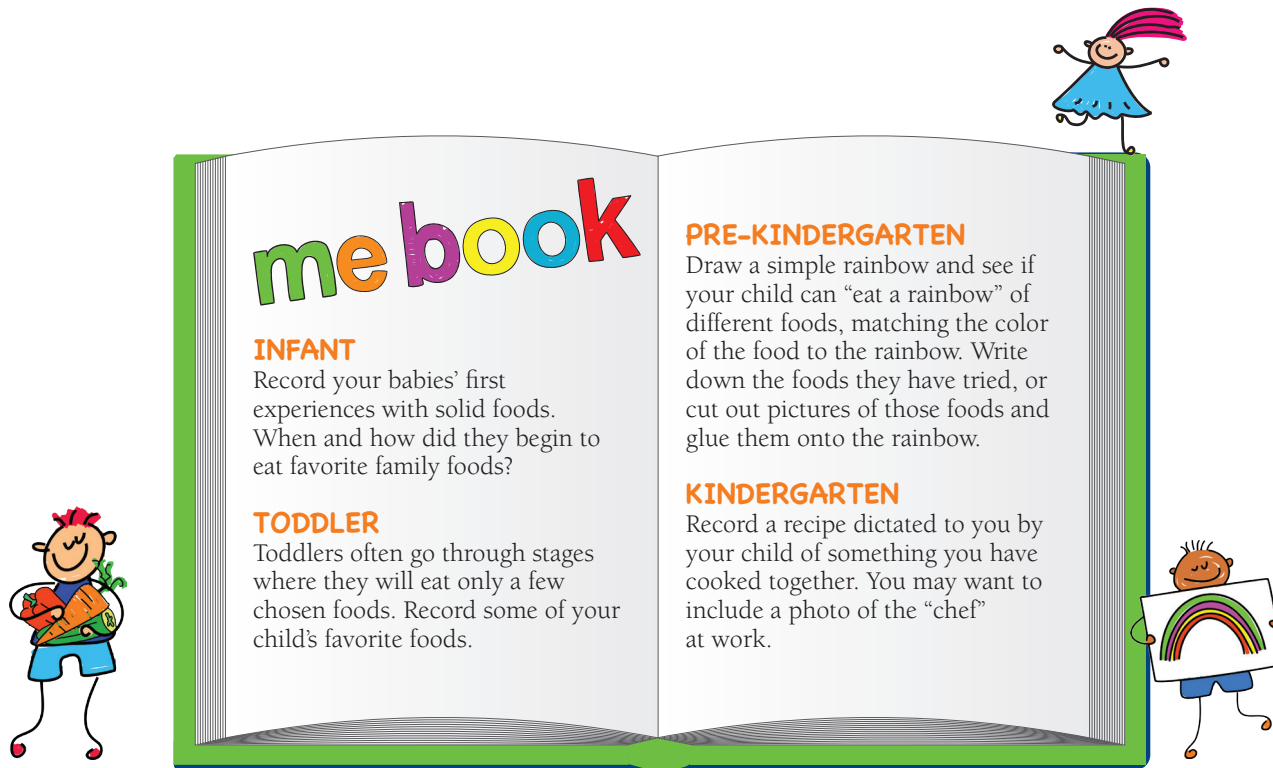 me book
INFANT
Record your babies’ first
experiences with solid foods.
When and how did they begin to
eat favorite family foods?
TODDLER
Toddlers often go through stages
where they will eat only a few
chosen foods. Record some of your
child’s favorite foods.
PRE-KINDERGARTEN
Draw a simple rainbow and see if
your child can “eat a rainbow” of
different foods, matching the color
of the food to the rainbow. Write
down the foods they have tried, or
cut out pictures of those foods and
glue them onto the rainbow.
KINDERGARTEN
Record a recipe dictated to you by
your child of something you have
cooked together. You may want to
include a photo of the “chef”
at work.